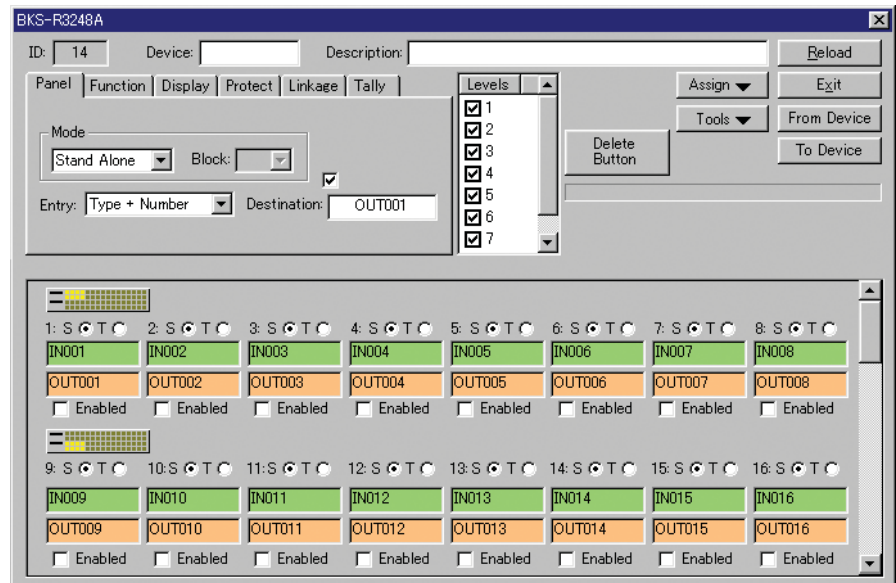 BKS-R3248A
ID: 14 Device: Description: Reload
Panel Function Display Protect Linkage Tally Levels Assign Exit
1
Mode 2 Tools From Device
Stand Alone Block: 3 Delete Button To Device
4
Entry: Type + Number Destination: OUT001 5
6
7
1: S T 2: S T 3: S T 4: S T 5: S T 6: S T 7: S T 8: S T
IN001 IN002 IN003 IN004 IN005 IN006 IN007 IN008
OUT001 OUT002 OUT003 OUT004 OUT005 OUT006 OUT007 OUT008
Enabled Enabled Enabled Enabled Enabled Enabled Enabled Enabled
9: S T 10:S T 11:S T 12: S T 13:S T 14: S T 15: S T 16: S T
IN009 IN010 IN011 IN012 IN013 IN014 IN015 IN016
OUT009 OUT010 OUT011 OUT012 OUT013 OUT014 OUT015 OUT016
Enabled Enabled Enabled Enabled Enabled Enabled Enabled Enabled